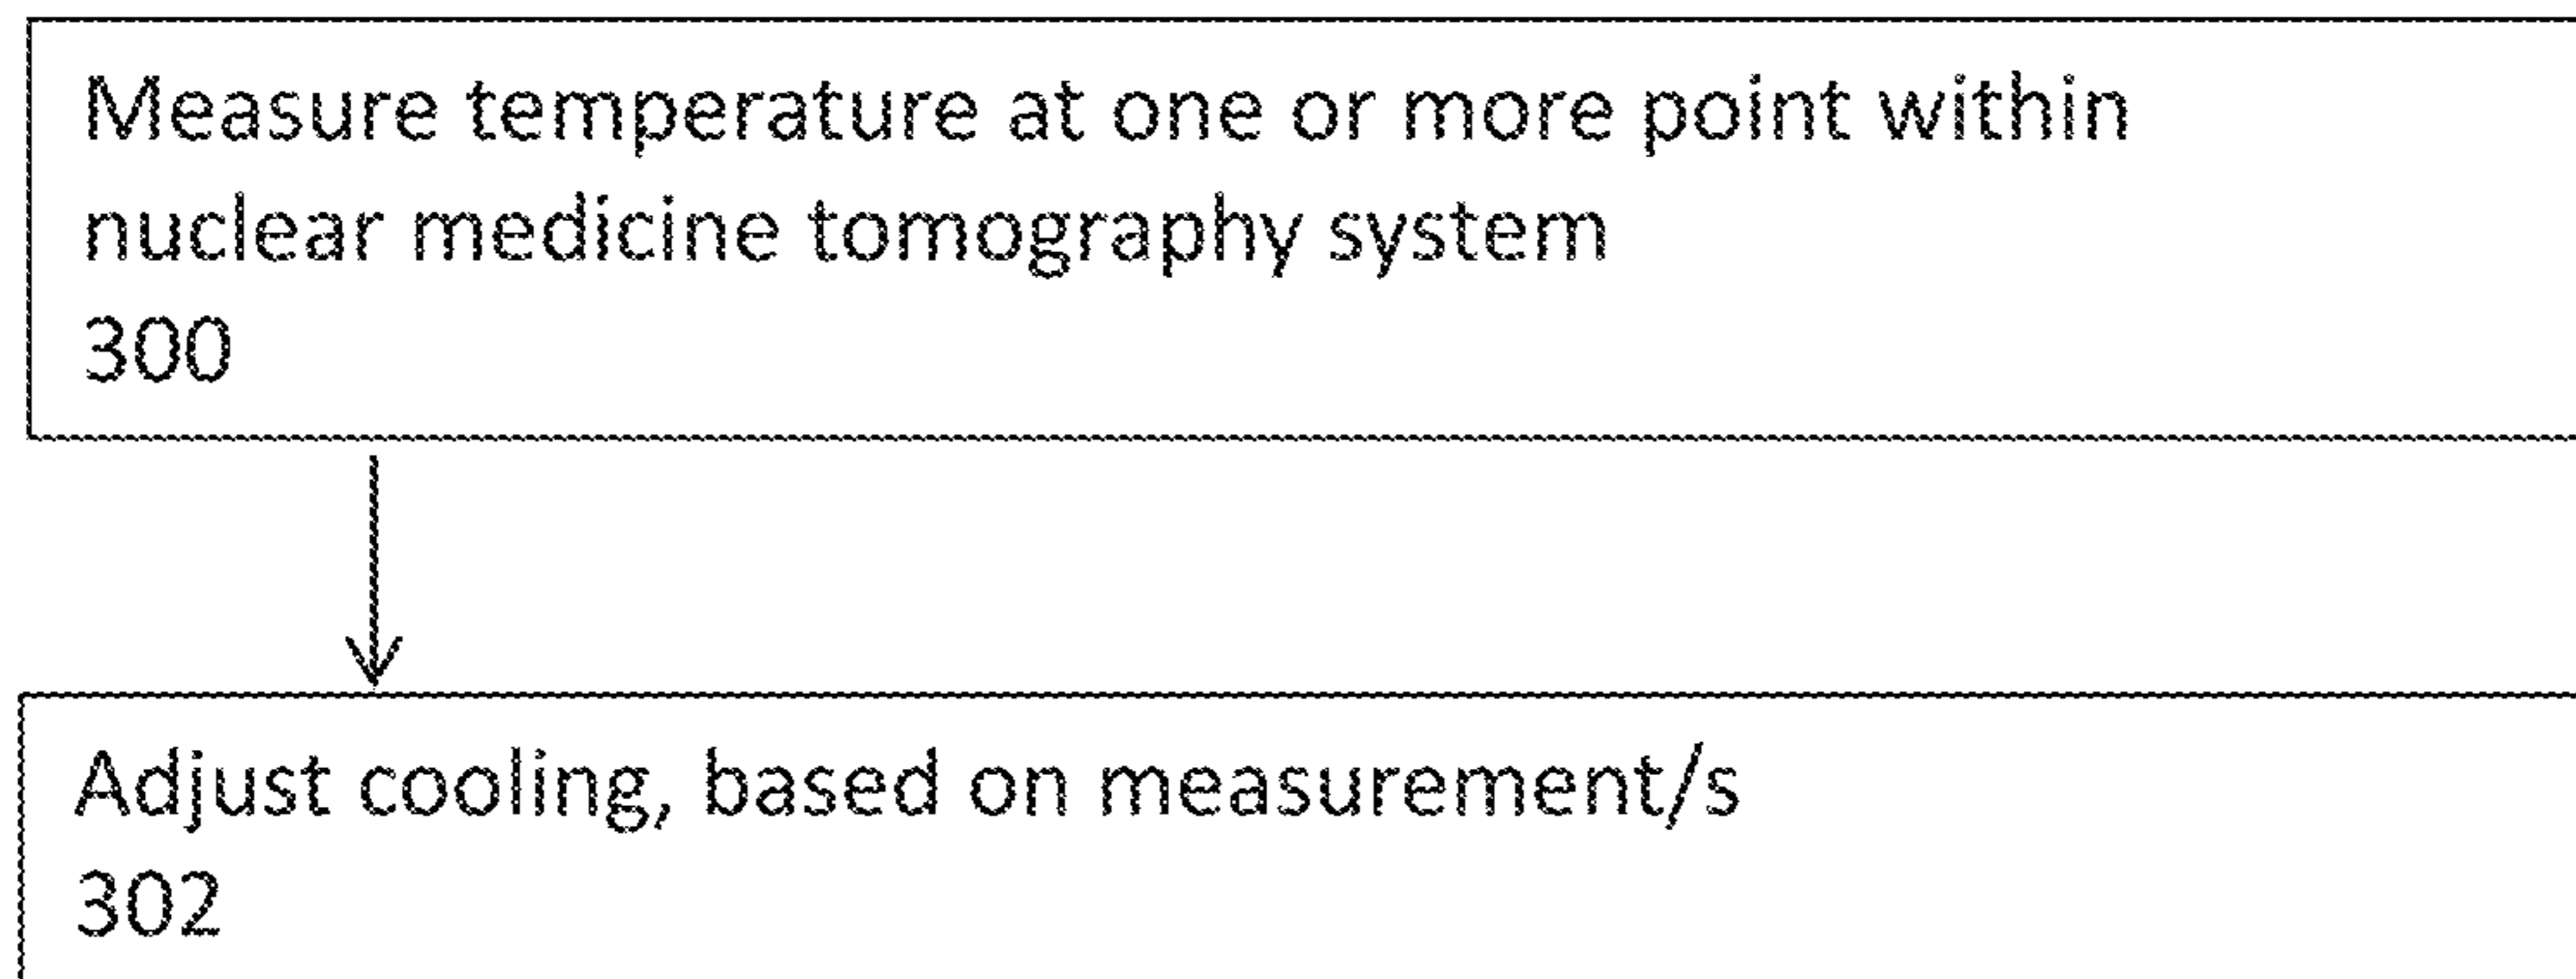 Measure temperature at one or more point within
nuclear medicine tomography system
300
Adjust cooling, based on measurement/s
302